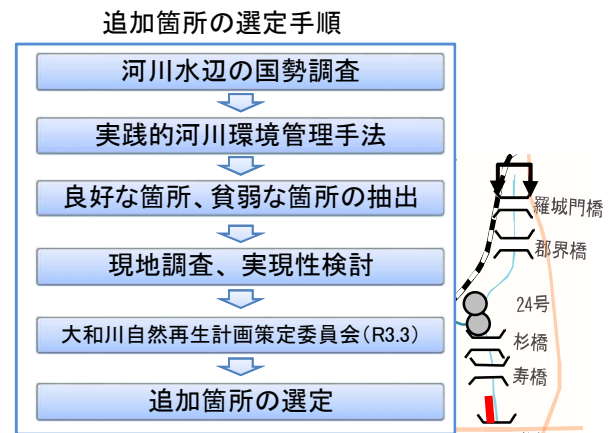 追加箇所の選定手順
河川水辺の国勢調査
実践的河川環境管理手法
良好な箇所、貧弱な箇所の抽出
現地調査、実現性検討
大和川自然再生計画策定委員会(R3.3)
追加箇所の選定
羅城門橋
郡界橋
24号
杉橋
寿橋